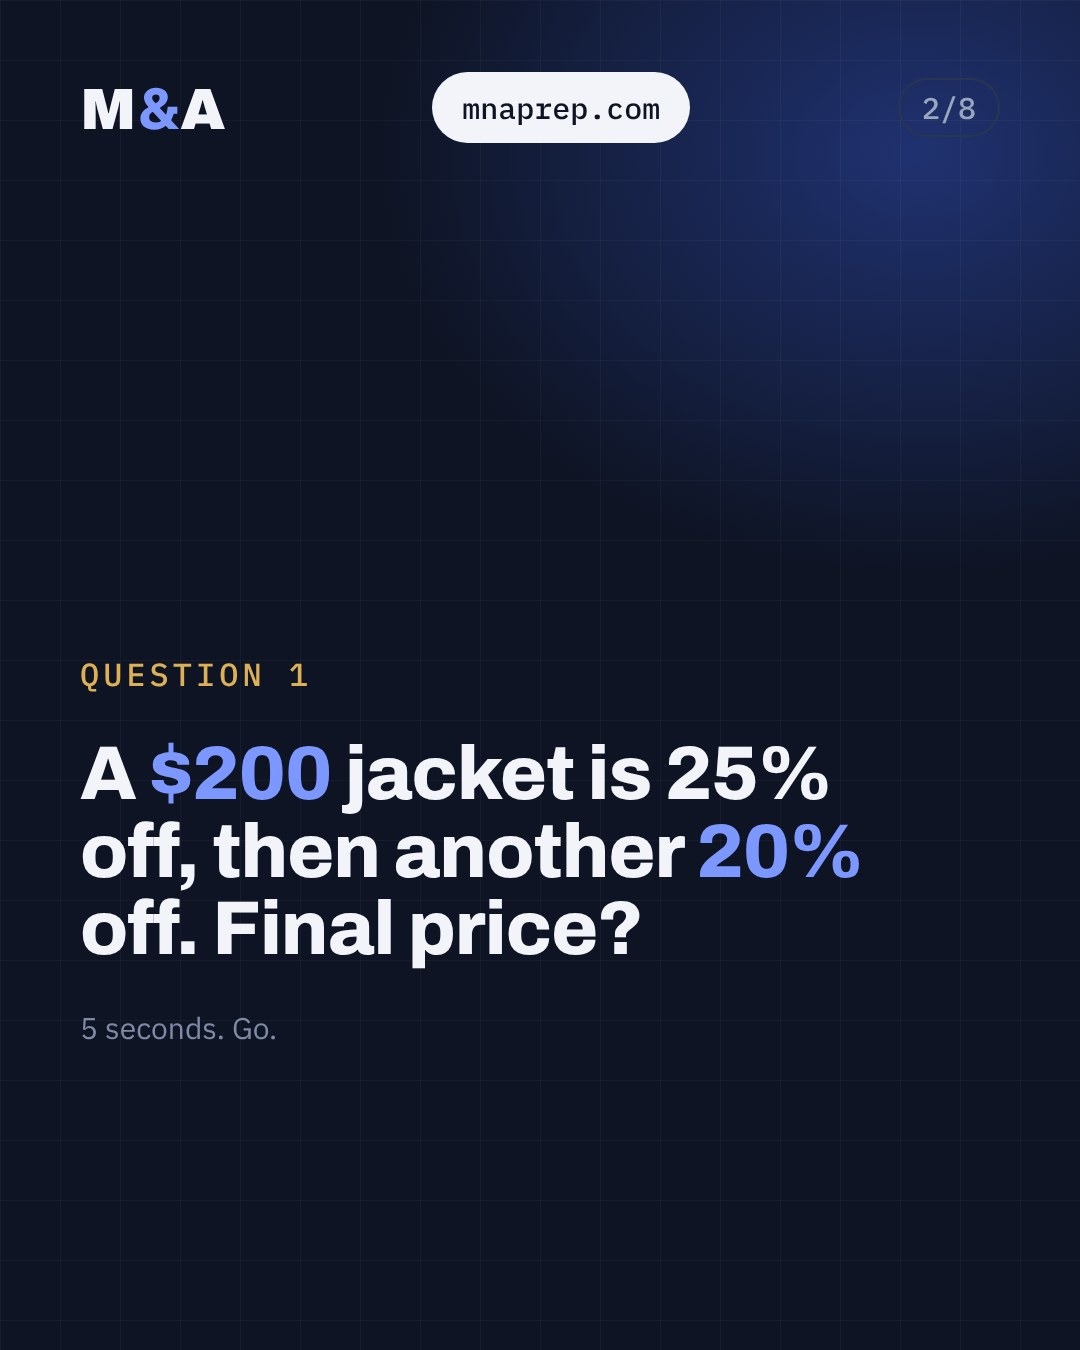 M&A
mnaprep.com
2/8
QUESTION 1
A $200 jacket is 25%
off, then another 20%
off. Final price?
5 seconds. Go.